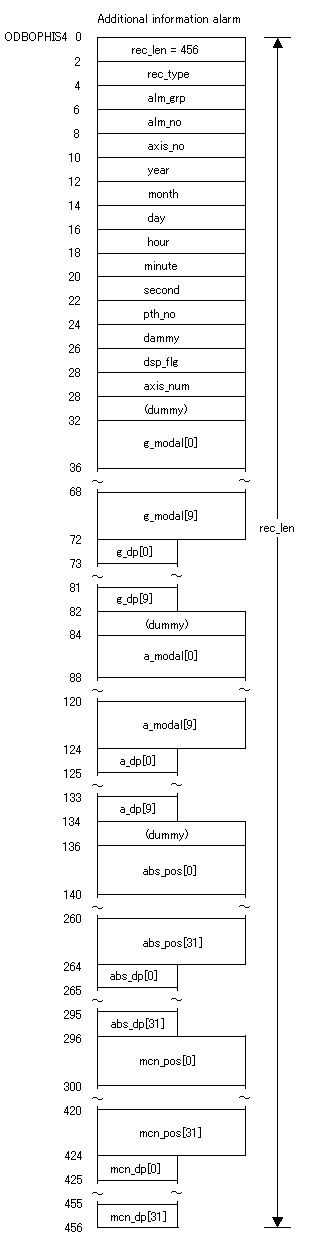 Additional information alarm
ODBOPHIS4 0
rec_len = 456
2
rec_type
4
alm_grp
6
alm_no
8
axis_no
10
year
12
month
14
day
16
hour
18
minute
20
second
22
pth_no
24
dammy
26
dsp_flg
28
axis_num
28
(dummy)
32
g_modal[0]
36
~ ~
68
g_modal[9]
rec_len
72
g_dp[0]
73
~ ~
81
g_dp[9]
82
(dummy)
84
a_modal[0]
88
~ ~
120
a_modal[9]
124
a_dp[0]
125
~ ~
133
a_dp[9]
134
(dummy)
136
abs_pos[0]
140
~ ~
260
abs_pos[31]
264
abs_dp[0]
265
~ ~
295
abs_dp[31]
296
mcn_pos[0]
300
~ ~
420
mcn_pos[31]
424
mcn_dp[0]
425
~ ~
455
mcn_dp[31]
456